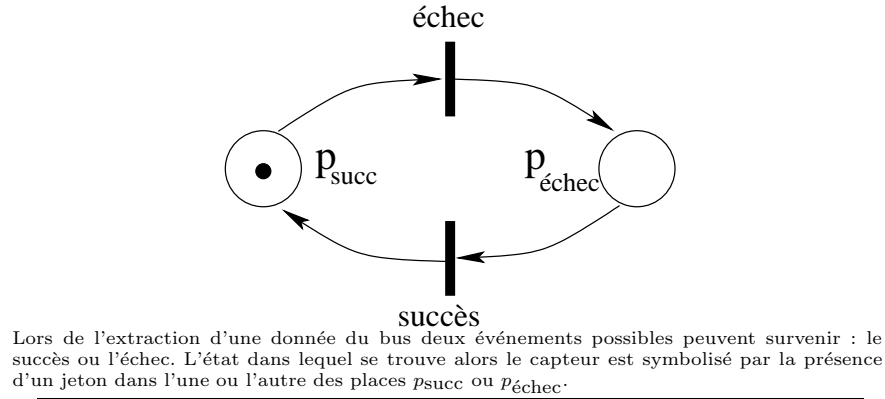 échec
p_succ p_échec
succès
Lors de l'extraction d'une donnée du bus deux événements possibles peuvent survenir : le
succès ou l'échec. L'état dans lequel se trouve alors le capteur est symbolisé par la présence
d'un jeton dans l'une ou l'autre des places p_succ ou p_échec.